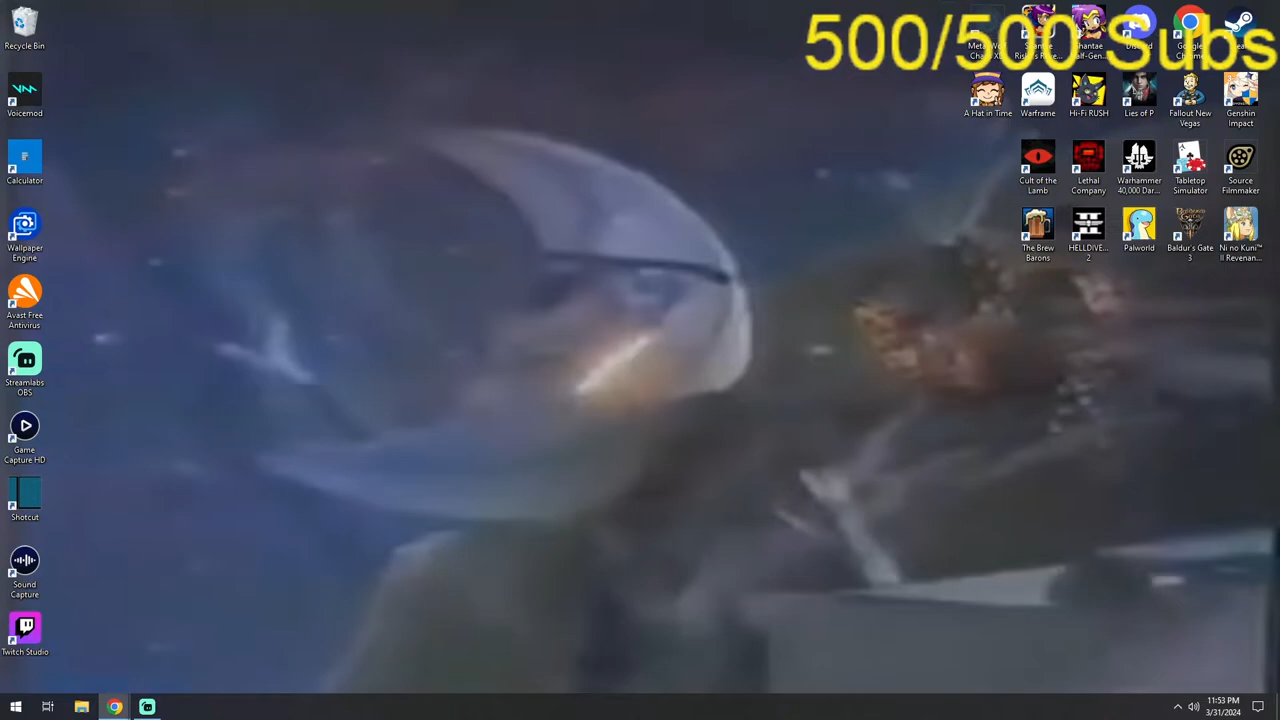 500/500 Subs
Recycle Bin
Voicemod
Calculator
Wallpaper
Engine
Avast Free
Antivirus
Streamlabs
OBS
Game
Capture HD
Shotcut
Sound
Capture
Twitch Studio
A Hat in Time
Warframe
Hi-Fi RUSH
Lies of P
Fallout New
Vegas
Genshin
Impact
Cult of the
Lamb
Lethal
Company
Warhammer
40,000 Dar...
Tabletop
Simulator
Source
Filmmaker
The Brew
Barons
HELLDIVE...
2
Palworld
Baldur's Gate
3
Ni no Kuni™
II Revenan...
11:53 PM
3/31/2024